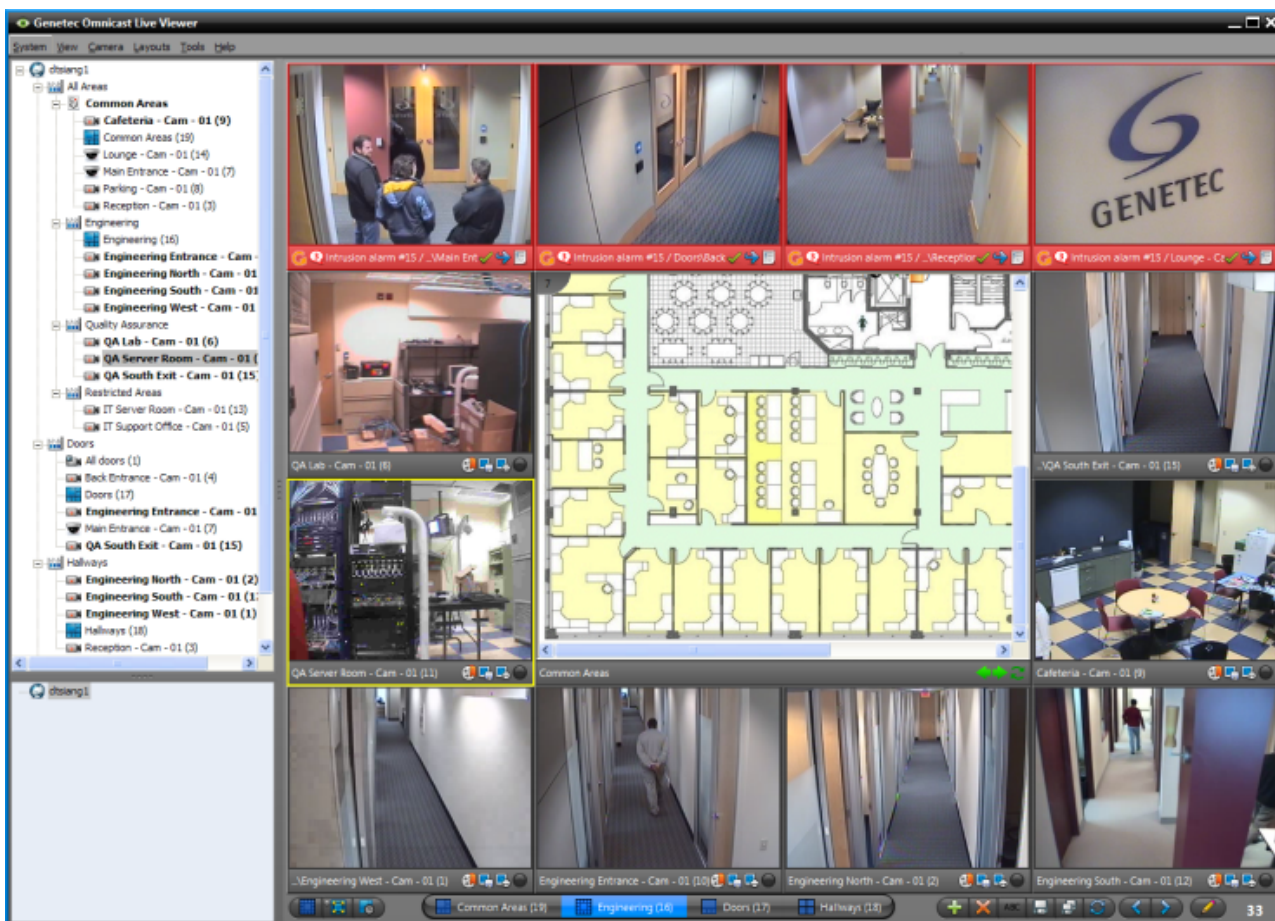 Genetec Omnicast Live Viewer
System View Camera Layouts Tools Help
dtsiang1
All Areas
Common Areas
Cafeteria - Cam - 01 (9)
Common Areas (19)
Lounge - Cam - 01 (14)
Main Entrance - Cam - 01 (7)
Parking - Cam - 01 (8)
Reception - Cam - 01 (3)
Engineering
Engineering (16)
Engineering Entrance - Cam -
Engineering North - Cam - 01
Engineering South - Cam - 01
Engineering West - Cam - 01
Quality Assurance
QA Lab - Cam - 01 (6)
QA Server Room - Cam - 01 (
QA South Exit - Cam - 01 (15)
Restricted Areas
IT Server Room - Cam - 01 (13)
IT Support Office - Cam - 01 (5)
Doors
All doors (1)
Back Entrance - Cam - 01 (4)
Doors (17)
Engineering Entrance - Cam - 01
Main Entrance - Cam - 01 (7)
QA South Exit - Cam - 01 (15)
Hallways
Engineering North - Cam - 01 (2)
Engineering South - Cam - 01 (1
Engineering West - Cam - 01 (1)
Hallways (18)
Reception - Cam - 01 (3)
dtsiang1
GENETEC
Intrusion alarm #15 / ..\Main Ent
Intrusion alarm #15 / Doors\Back
Intrusion alarm #15 / ..\Reception
Intrusion alarm #15 / Lounge - Ca
7
QA Lab - Cam - 01 (6)
..\QA South Exit - Cam - 01 (15)
QA Server Room - Cam - 01 (11)
Common Areas
Cafeteria - Cam - 01 (9)
..\Engineering West - Cam - 01 (1)
Engineering Entrance - Cam - 01 (10)
Engineering North - Cam - 01 (2)
Engineering South - Cam - 01 (12)
Common Areas (19)
Engineering (16)
Doors (17)
Hallways (18)
ABC
33